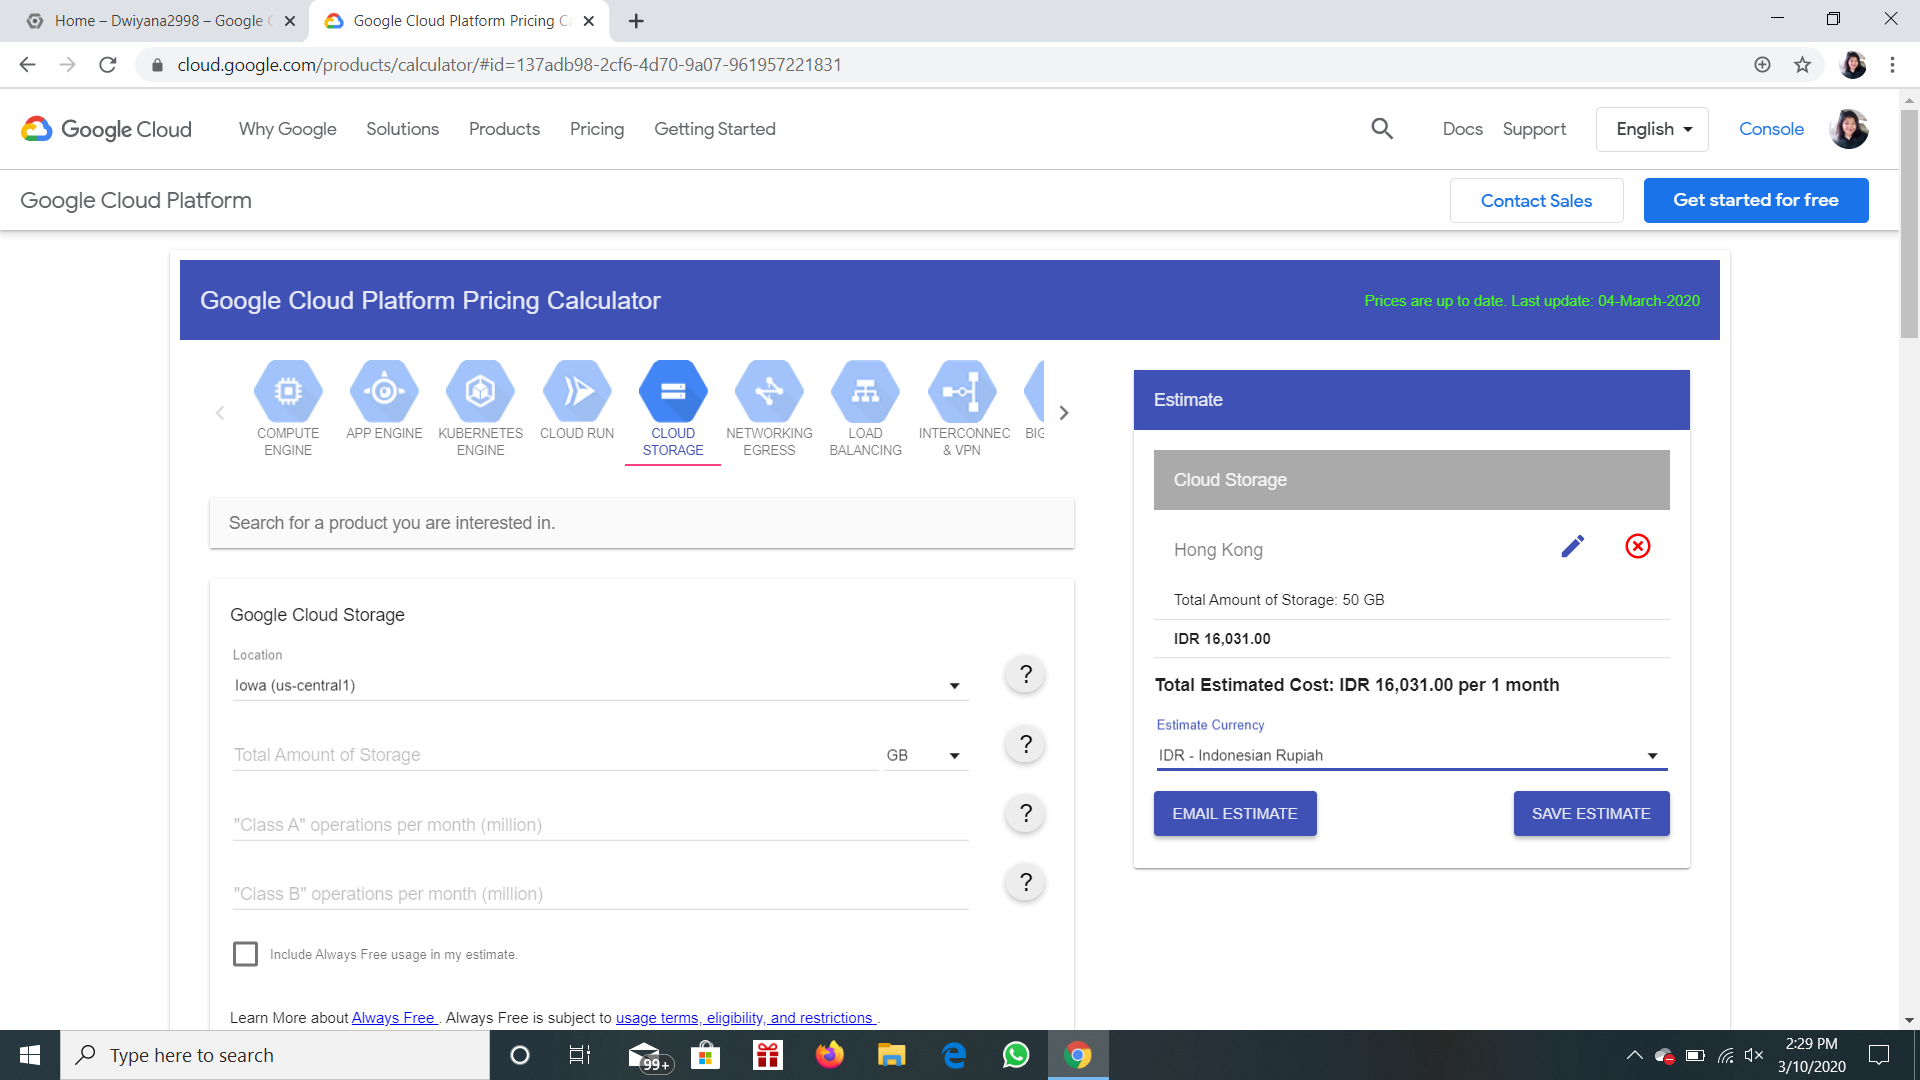 Home – Dwiyana2998 – Google C
Google Cloud Platform Pricing Ca
cloud.google.com/products/calculator/#id=137adb98-2cf6-4d70-9a07-961957221831
Google Cloud
Why Google
Solutions
Products
Pricing
Getting Started
Docs
Support
English
Console
Google Cloud Platform
Contact Sales
Get started for free
Google Cloud Platform Pricing Calculator
Prices are up to date. Last update: 04-March-2020
COMPUTE
ENGINE
APP ENGINE
KUBERNETES
ENGINE
CLOUD RUN
CLOUD
STORAGE
NETWORKING
EGRESS
LOAD
BALANCING
INTERCONNEC
& VPN
BIG
Search for a product you are interested in.
Google Cloud Storage
Location
Iowa (us-central1)
?
Total Amount of Storage
GB
?
"Class A" operations per month (million)
?
"Class B" operations per month (million)
?
Include Always Free usage in my estimate.
Learn More about Always Free . Always Free is subject to usage terms, eligibility, and restrictions .
Estimate
Cloud Storage
Hong Kong
Total Amount of Storage: 50 GB
IDR 16,031.00
Total Estimated Cost: IDR 16,031.00 per 1 month
Estimate Currency
IDR - Indonesian Rupiah
EMAIL ESTIMATE
SAVE ESTIMATE
Type here to search
99+
2:29 PM
3/10/2020